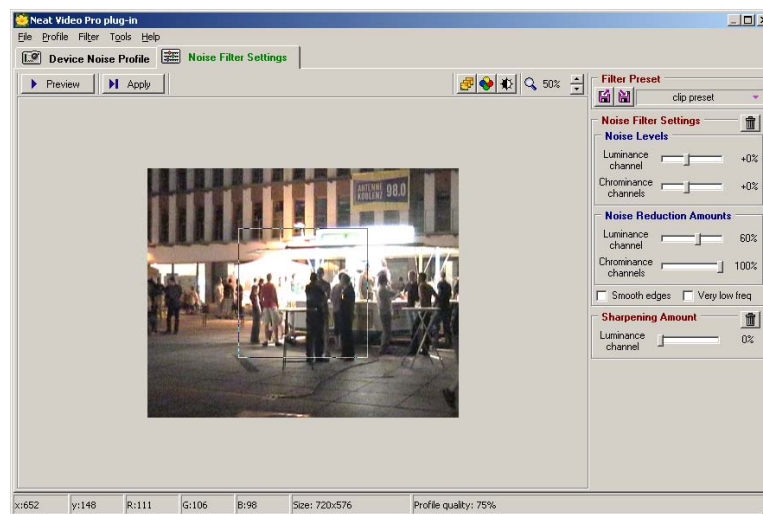 Neat Video Pro plug-in
File Profile Filter Tools Help
Device Noise Profile Noise Filter Settings
Preview Apply 50%
Filter Preset
clip preset
Noise Filter Settings
Noise Levels
Luminance channel +0%
Chrominance channels +0%
Noise Reduction Amounts
Luminance channel 60%
Chrominance channels 100%
Smooth edges Very low freq
Sharpening Amount
Luminance channel 0%
ANTENNE
KOBLENZ 98.0
x:652 y:148 R:111 G:106 B:98 Size: 720x576 Profile quality: 75%